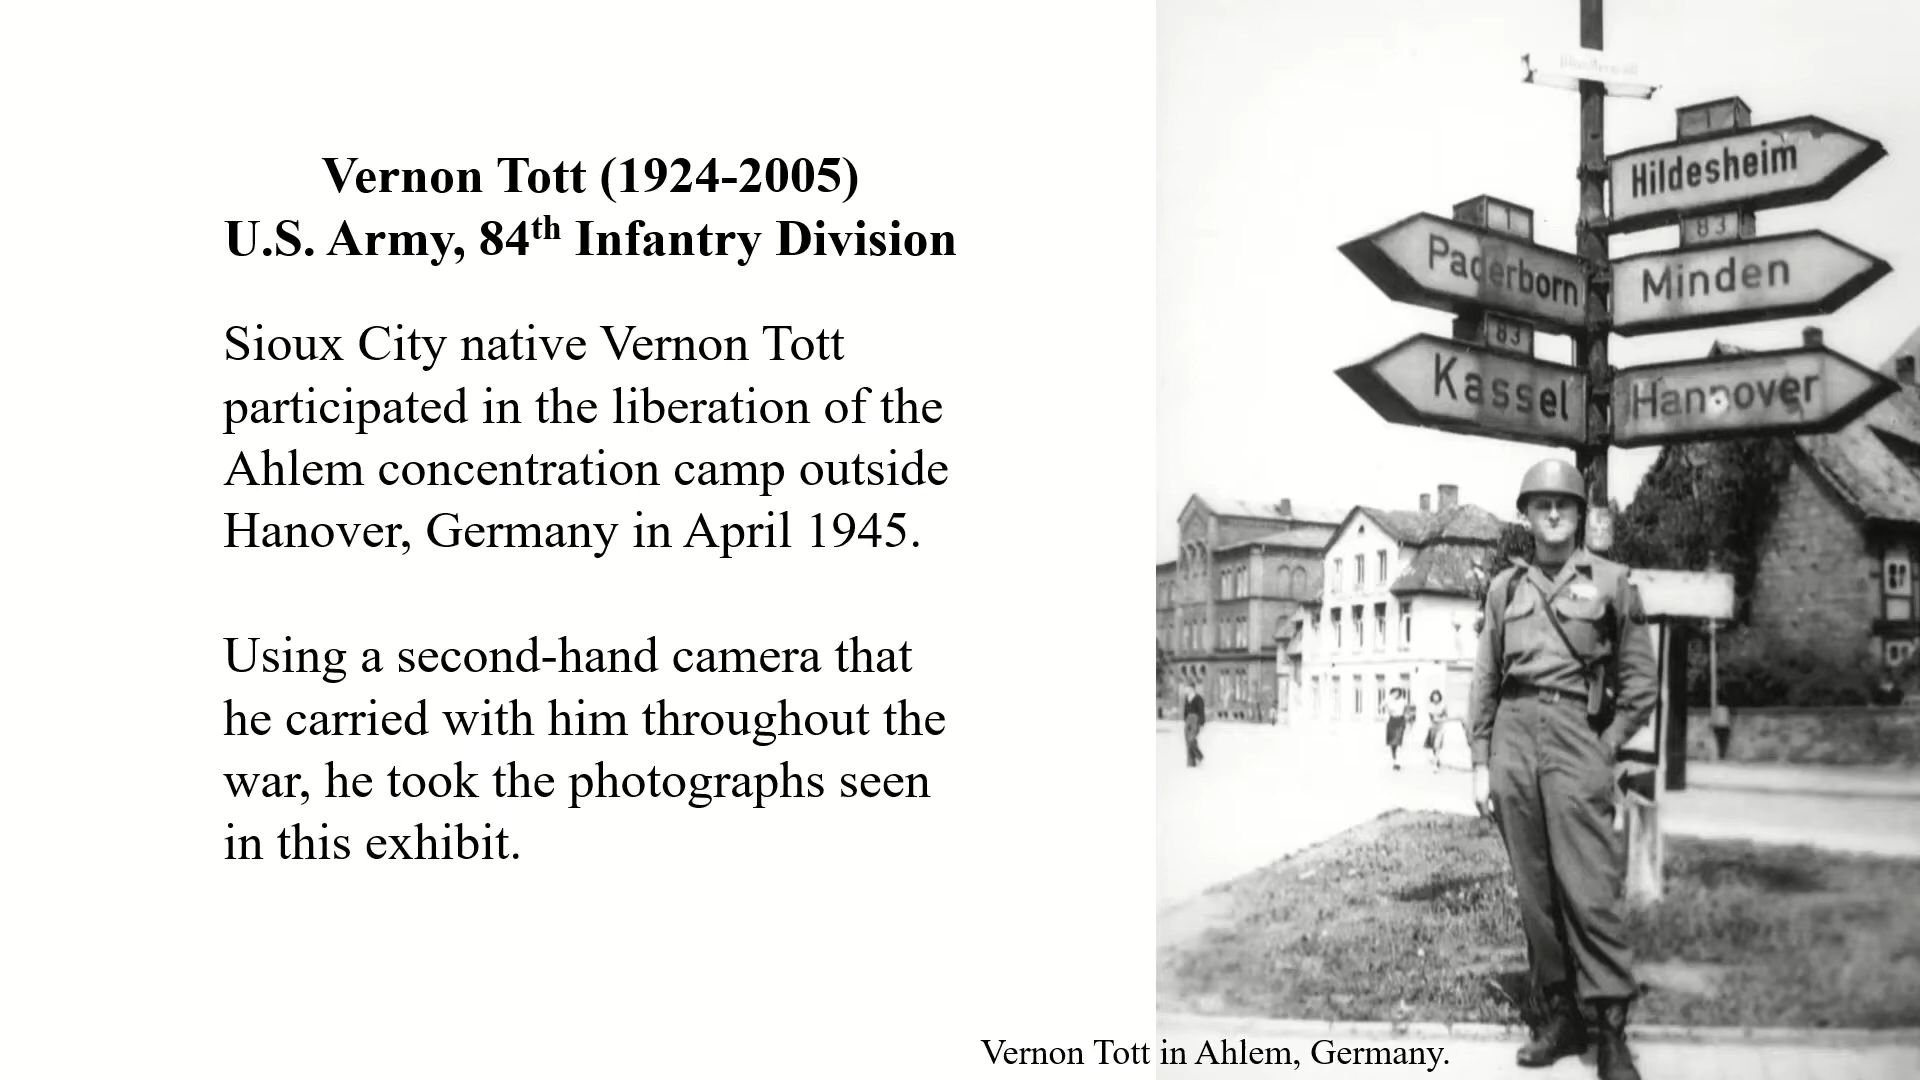 Vernon Tott (1924-2005)
U.S. Army, 84th Infantry Division
Sioux City native Vernon Tott
participated in the liberation of the
Ahlem concentration camp outside
Hanover, Germany in April 1945.
Using a second-hand camera that
he carried with him throughout the
war, he took the photographs seen
in this exhibit.
1
Hildesheim
1
Paderborn
83
Minden
83
Kassel
Hannover
Vernon Tott in Ahlem, Germany.